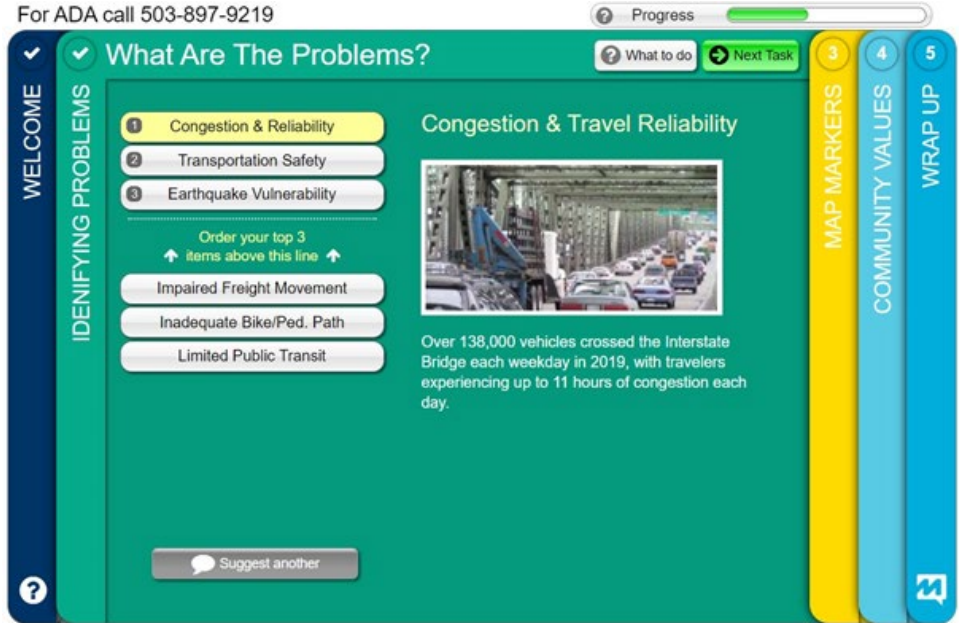 For ADA call 503-897-9219
Progress
WELCOME
IDENIFYING PROBLEMS
What Are The Problems?
What to do
Next Task
1 Congestion & Reliability
2 Transportation Safety
3 Earthquake Vulnerability
Order your top 3
items above this line
Impaired Freight Movement
Inadequate Bike/Ped. Path
Limited Public Transit
Suggest another
Congestion & Travel Reliability
Over 138,000 vehicles crossed the Interstate
Bridge each weekday in 2019, with travelers
experiencing up to 11 hours of congestion each
day.
3
MAP MARKERS
4
COMMUNITY VALUES
5
WRAP UP